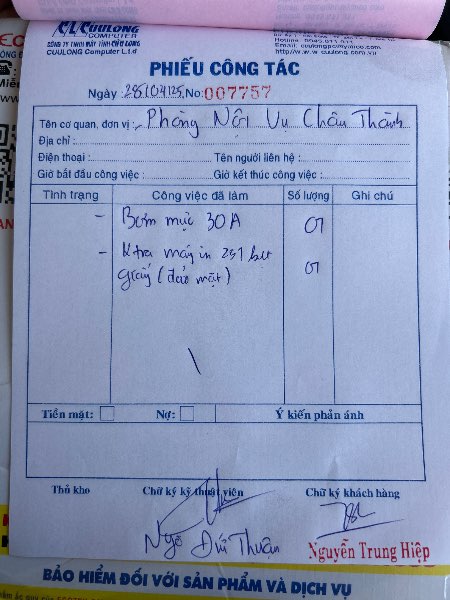 CUULONG
COMPUTER
CÔNG TY TNHH MÁY TÍNH CỬU LONG
CUULONG Computer L.t.d
PHIẾU CÔNG TÁC
Ngày: 28/04/25 No: 007757
Tên cơ quan, đơn vị: Phòng Nội Vụ Châu Thành
Địa chỉ:
Điện thoại: Tên người liên hệ:
Giờ bắt đầu công việc: Giờ kết thúc công việc:
Tình trạng Công việc đã làm Số lượng Ghi chú
- Bơm mực 30A 01
- Ktra máy in 251 kẹt
giấy (đảo mặt) 01
Tiền mặt: Nợ: Ý kiến phản ánh
Thủ kho Chữ ký kỹ thuật viên Chữ ký khách hàng
Ngô Đức Thuận
Nguyễn Trung Hiệp
BẢO HIỂM ĐỐI VỚI SẢN PHẨM VÀ DỊCH VỤ